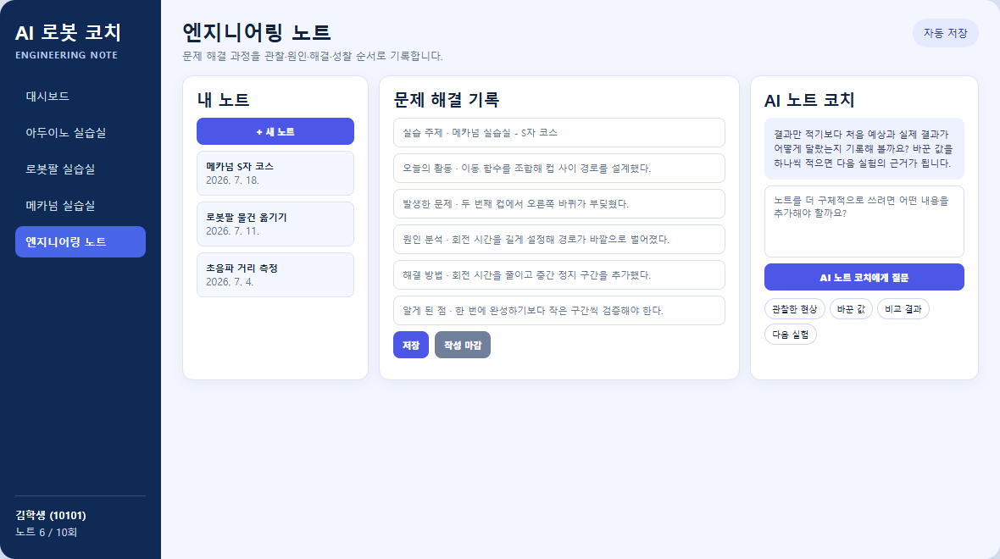 AI 로봇 코치
ENGINEERING NOTE
대시보드
아두이노 실습실
로봇팔 실습실
메카넘 실습실
엔지니어링 노트
김학생 (10101)
노트 6 / 10회
엔지니어링 노트
문제 해결 과정을 관찰·원인·해결·성찰 순서로 기록합니다.
자동 저장
내 노트
+ 새 노트
메카넘 S자 코스
2026. 7. 18.
로봇팔 물건 옮기기
2026. 7. 11.
초음파 거리 측정
2026. 7. 4.
문제 해결 기록
실습 주제 · 메카넘 실습실 - S자 코스
오늘의 활동 · 이동 함수를 조합해 컵 사이 경로를 설계했다.
발생한 문제 · 두 번째 컵에서 오른쪽 바퀴가 부딪혔다.
원인 분석 · 회전 시간을 길게 설정해 경로가 바깥으로 벌어졌다.
해결 방법 · 회전 시간을 줄이고 중간 정지 구간을 추가했다.
알게 된 점 · 한 번에 완성하기보다 작은 구간씩 검증해야 한다.
저장
작성 마감
AI 노트 코치
결과만 적기보다 처음 예상과 실제 결과가
어떻게 달랐는지 기록해 볼까요? 바꾼 값을
하나씩 적으면 다음 실험의 근거가 됩니다.
노트를 더 구체적으로 쓰려면 어떤 내용을
추가해야 할까요?
AI 노트 코치에게 질문
관찰한 현상
바꾼 값
비교 결과
다음 실험